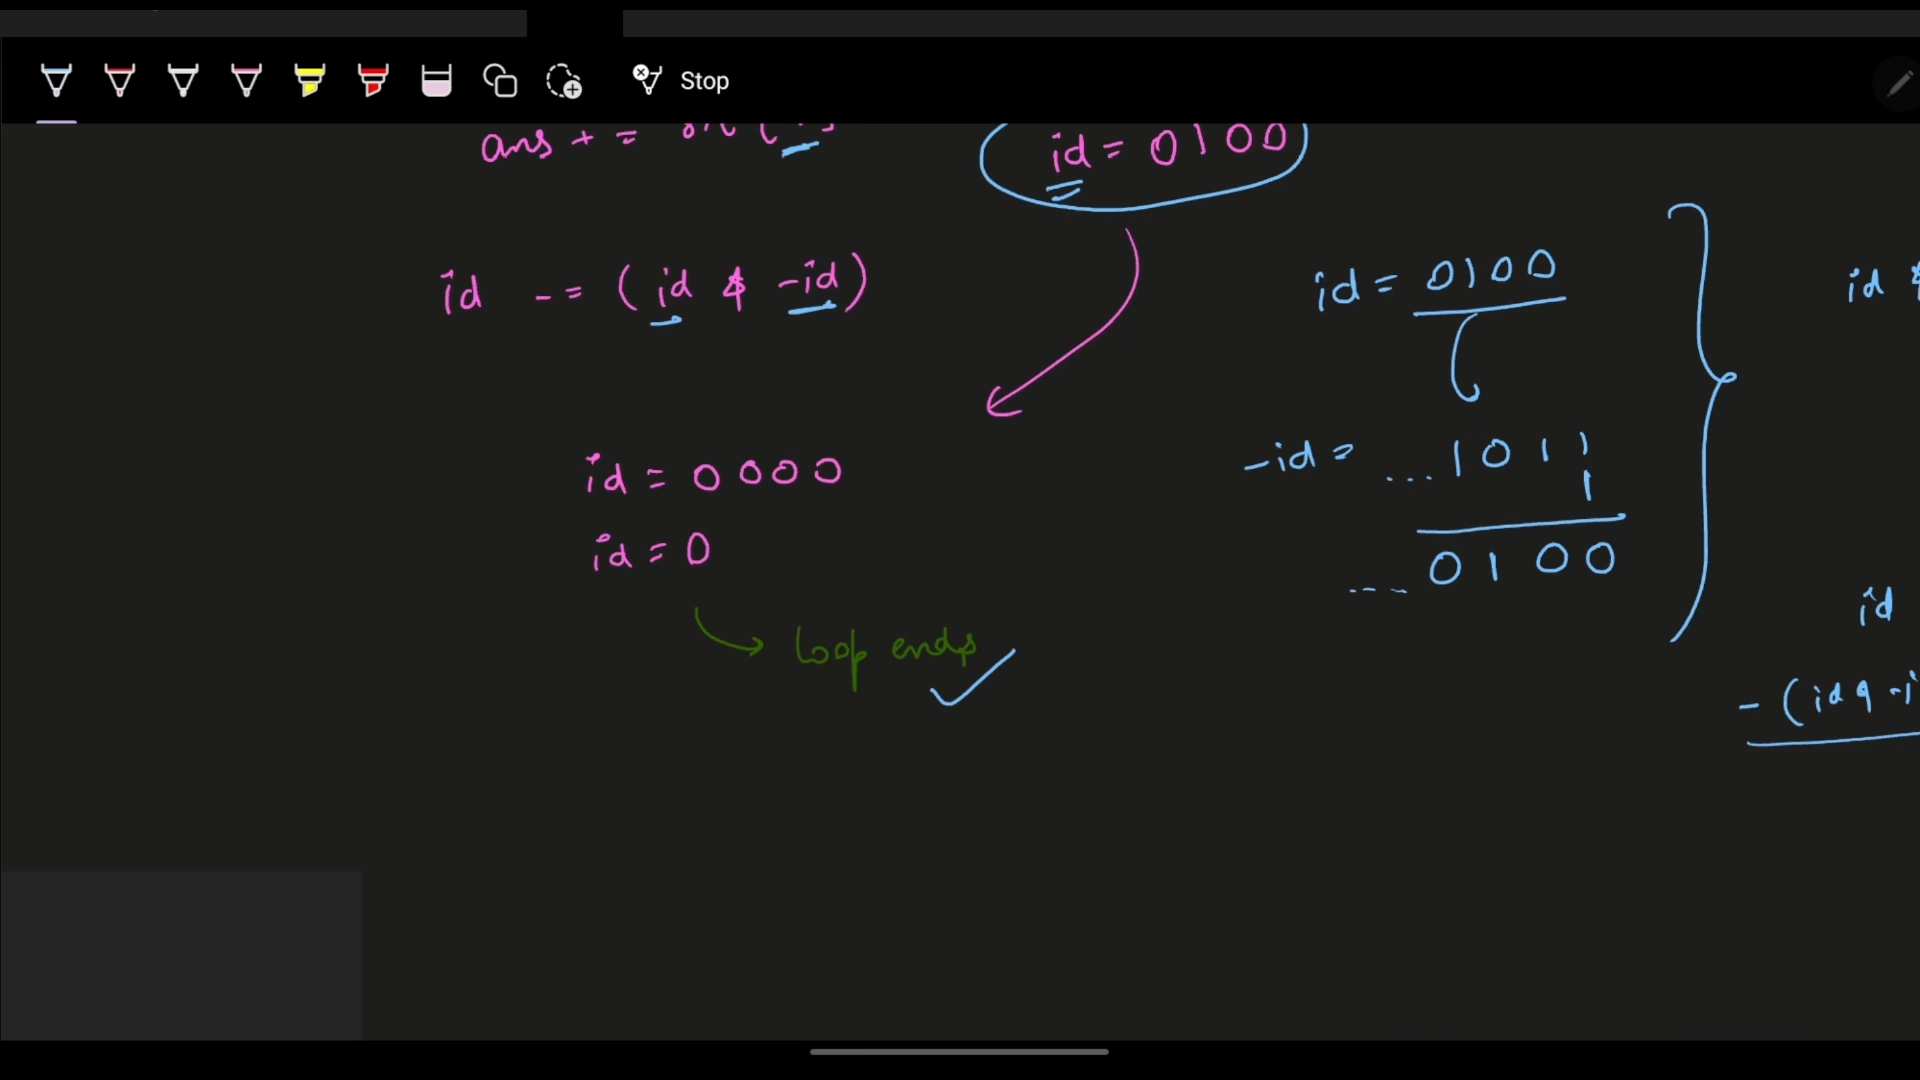 Stop
ans + =
id = 0100
id - = (id & -id)
id = 0100
id
-id = ...1011
1
... 0100
id = 0000
id = 0
loop ends
id
- (id & -i